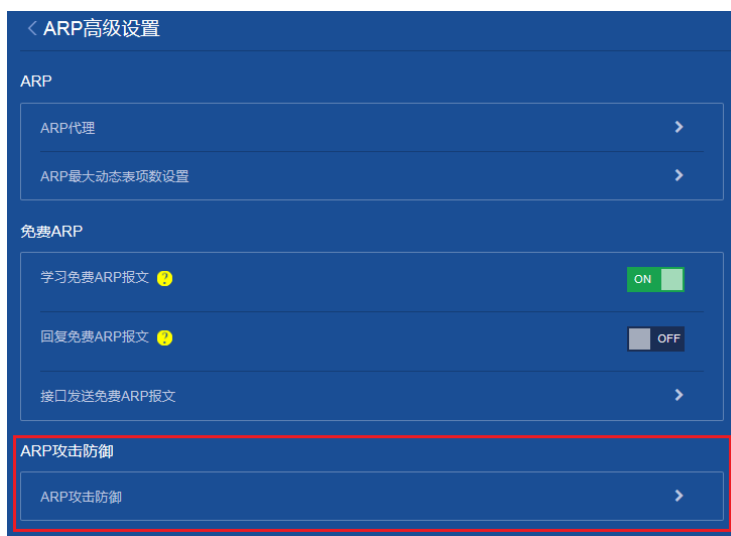 < ARP高级设置
ARP
ARP代理
ARP最大动态表项数设置
免费ARP
学习免费ARP报文 ?
ON
回复免费ARP报文 ?
OFF
接口发送免费ARP报文
ARP攻击防御
ARP攻击防御